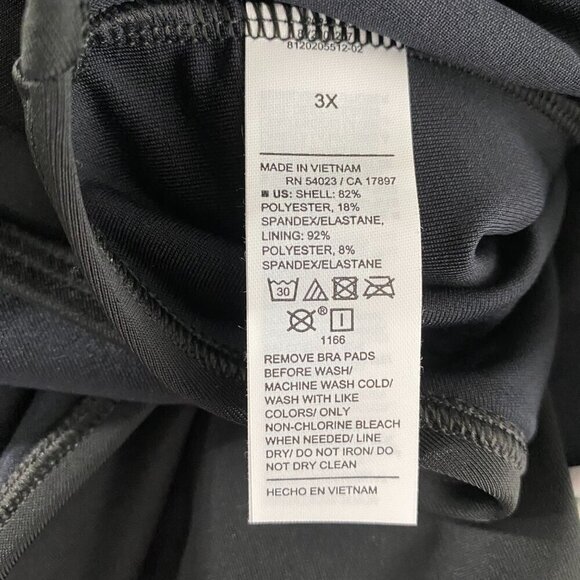 8120205512-02
3X
MADE IN VIETNAM
RN 54023 / CA 17897
US: SHELL: 82%
POLYESTER, 18%
SPANDEX/ELASTANE,
LINING: 92%
POLYESTER, 8%
SPANDEX/ELASTANE
30
®
1166
REMOVE BRA PADS
BEFORE WASH/
MACHINE WASH COLD/
WASH WITH LIKE
COLORS/ ONLY
NON-CHLORINE BLEACH
WHEN NEEDED/ LINE
DRY/ DO NOT IRON/ DO
NOT DRY CLEAN
HECHO EN VIETNAM